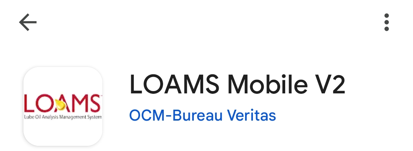 LOAMS Mobile V2
OCM-Bureau Veritas
LOAMS
Lube Oil Analysis Management System